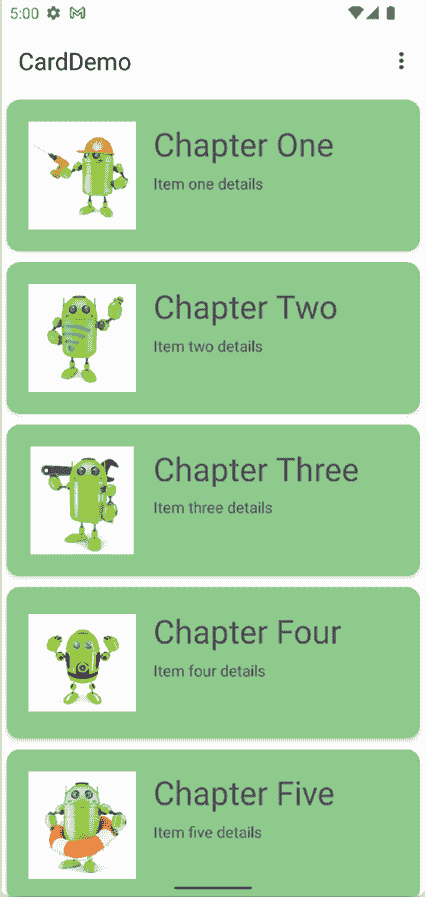 5:00
CardDemo
Chapter One
Item one details
Chapter Two
Item two details
Chapter Three
Item three details
Chapter Four
Item four details
Chapter Five
Item five details